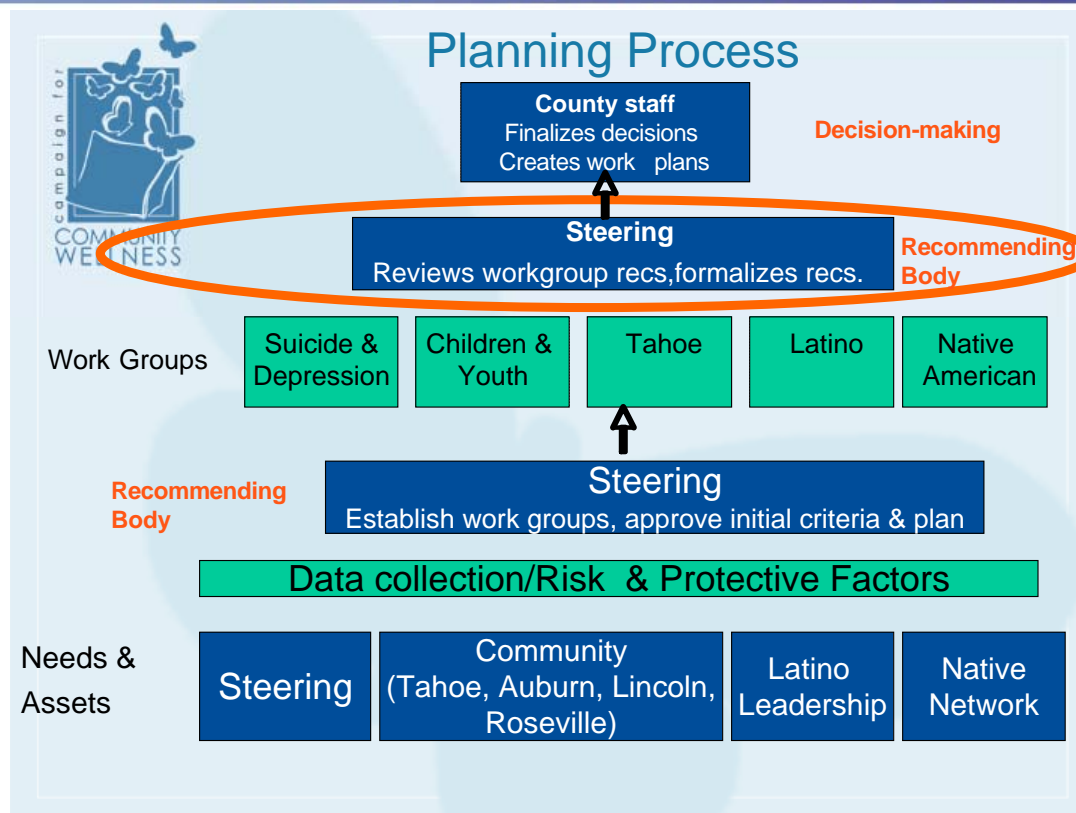 campaign for
COMMUNITY
WELLNESS
Planning Process
County staff
Finalizes decisions
Creates work plans
Decision-making
Steering
Reviews workgroup recs,formalizes recs.
Recommending
Body
Work Groups
Suicide &
Depression
Children &
Youth
Tahoe
Latino
Native
American
Recommending
Body
Steering
Establish work groups, approve initial criteria & plan
Data collection/Risk & Protective Factors
Needs &
Assets
Steering
Community
(Tahoe, Auburn, Lincoln,
Roseville)
Latino
Leadership
Native
Network